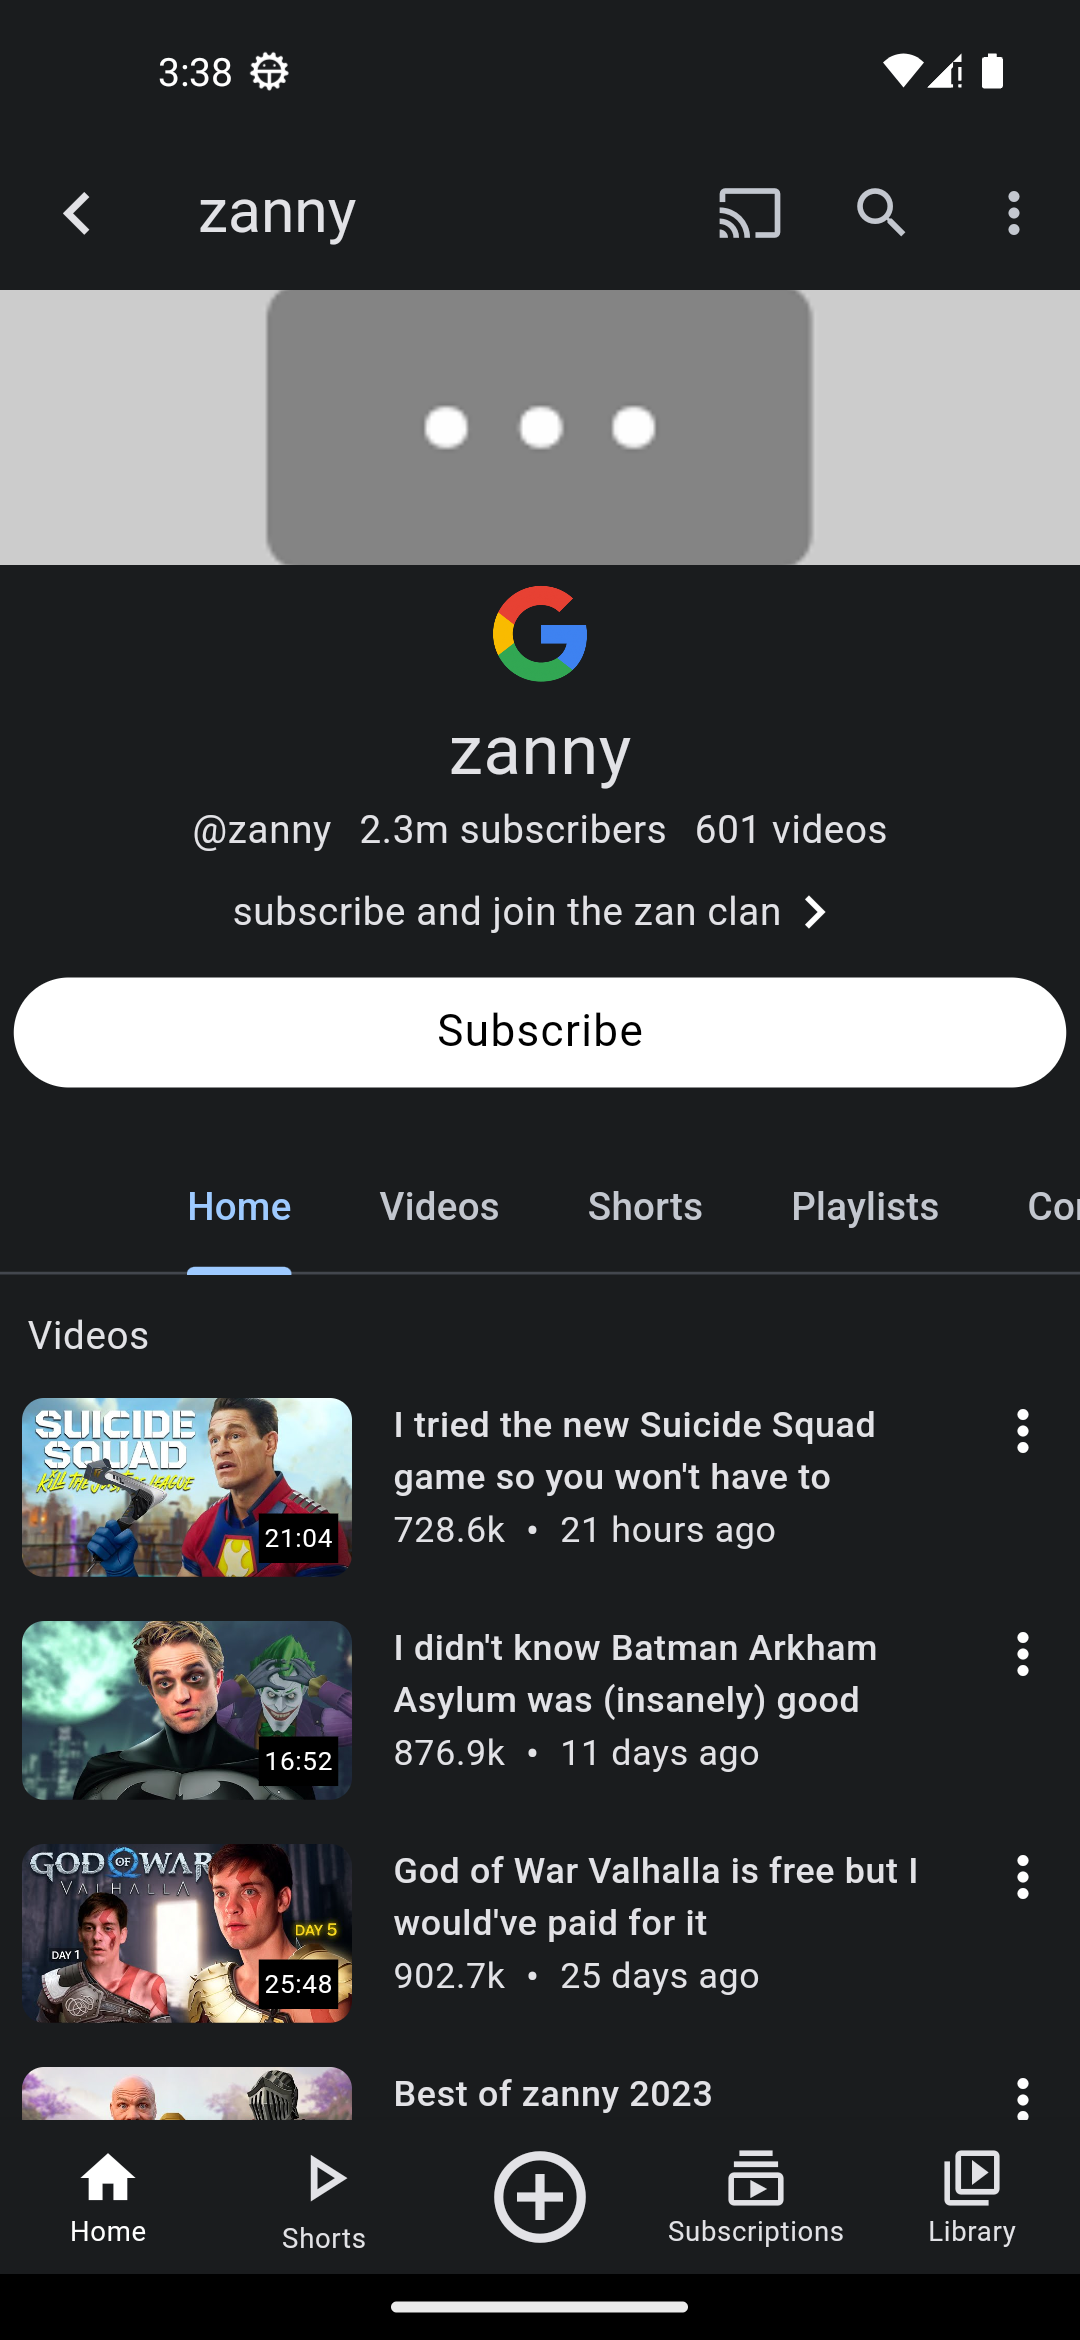 3:38
zanny
zanny
@zanny 2.3m subscribers 601 videos
subscribe and join the zan clan
Subscribe
Home Videos Shorts Playlists Cor
Videos
SUICIDE
SQUAD
KILL THE JUSTICE LEAGUE
21:04
I tried the new Suicide Squad
game so you won't have to
728.6k • 21 hours ago
16:52
I didn't know Batman Arkham
Asylum was (insanely) good
876.9k • 11 days ago
GOD OF WAR
VALHALLA
DAY 5
DAY 1
25:48
God of War Valhalla is free but I
would've paid for it
902.7k • 25 days ago
Best of zanny 2023
Home Shorts Subscriptions Library